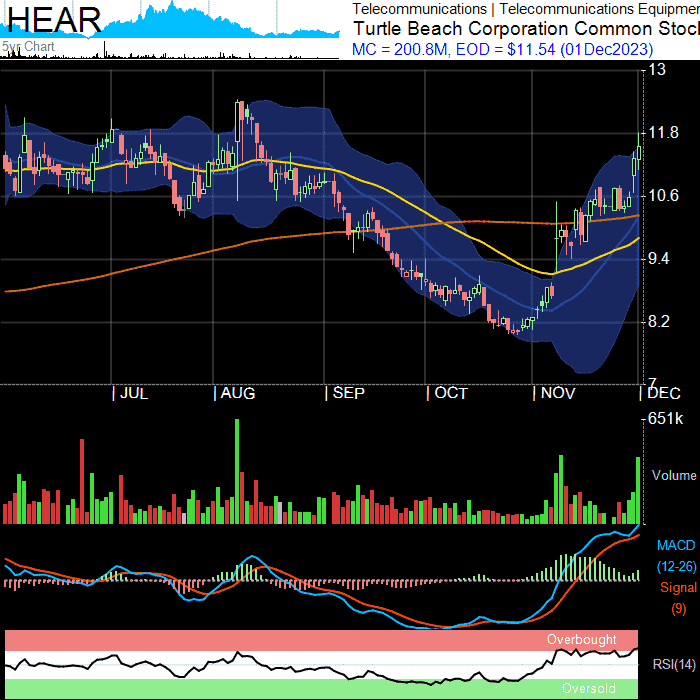 HEAR
5yr Chart
Telecommunications | Telecommunications Equipmen
Turtle Beach Corporation Common Stoc
MC = 200.8M, EOD = $11.54 (01Dec2023)
13
11.8
10.6
9.4
8.2
7
JUL AUG SEP OCT NOV DEC
651k
Volume
MACD
(12-26)
Signal
(9)
Overbought
RSI(14)
Oversold